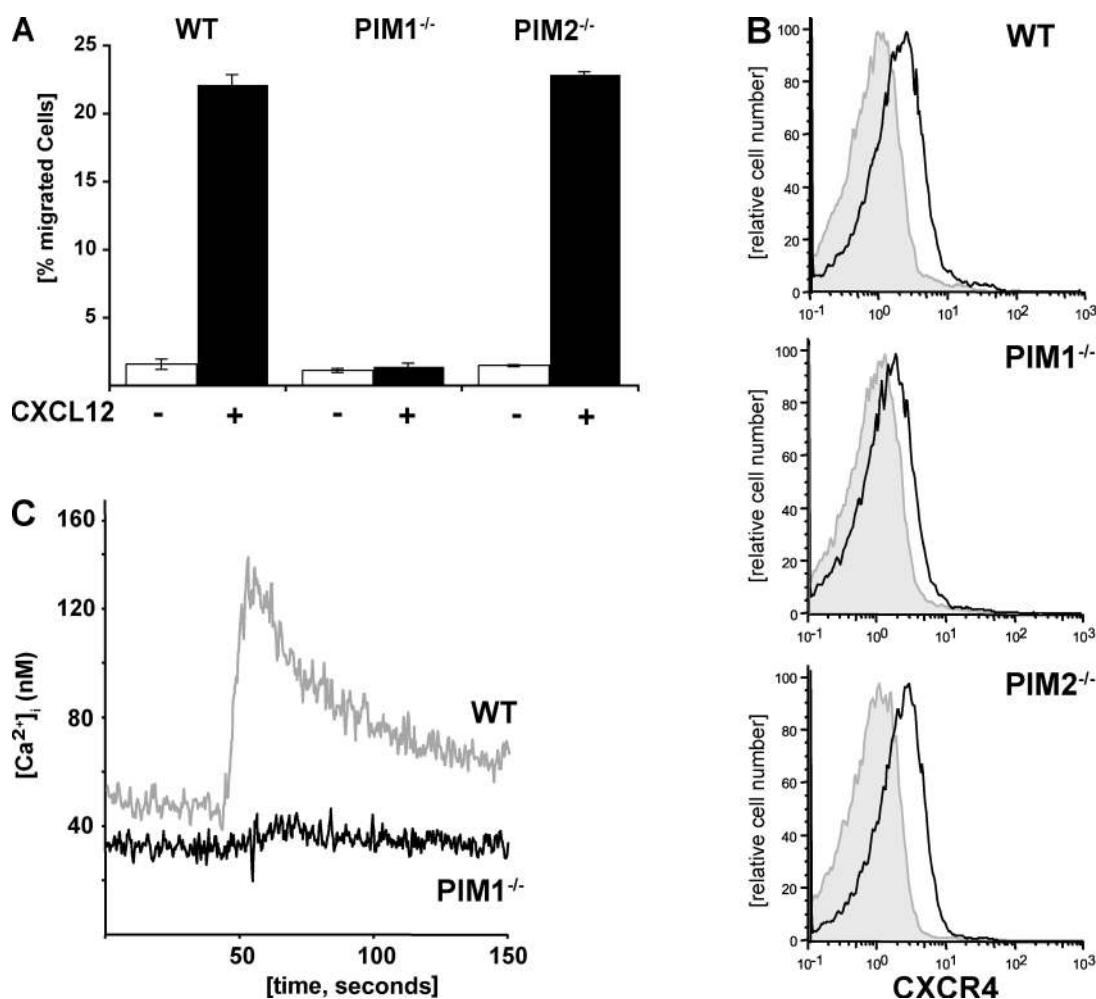 A
WT PIM1-/- PIM2-/-
25
20
15
10
5
[% migrated Cells]
CXCL12 - + - + - +
B
WT
100
80
60
40
20
0
[relative cell number]
10-1 100 101 102 103
PIM1-/-
100
80
60
40
20
0
[relative cell number]
10-1 100 101 102 103
PIM2-/-
100
80
60
40
20
0
[relative cell number]
10-1 100 101 102 103
CXCR4
C
160
120
80
40
[Ca2+]i (nM)
WT
PIM1-/-
50 100 150
[time, seconds]